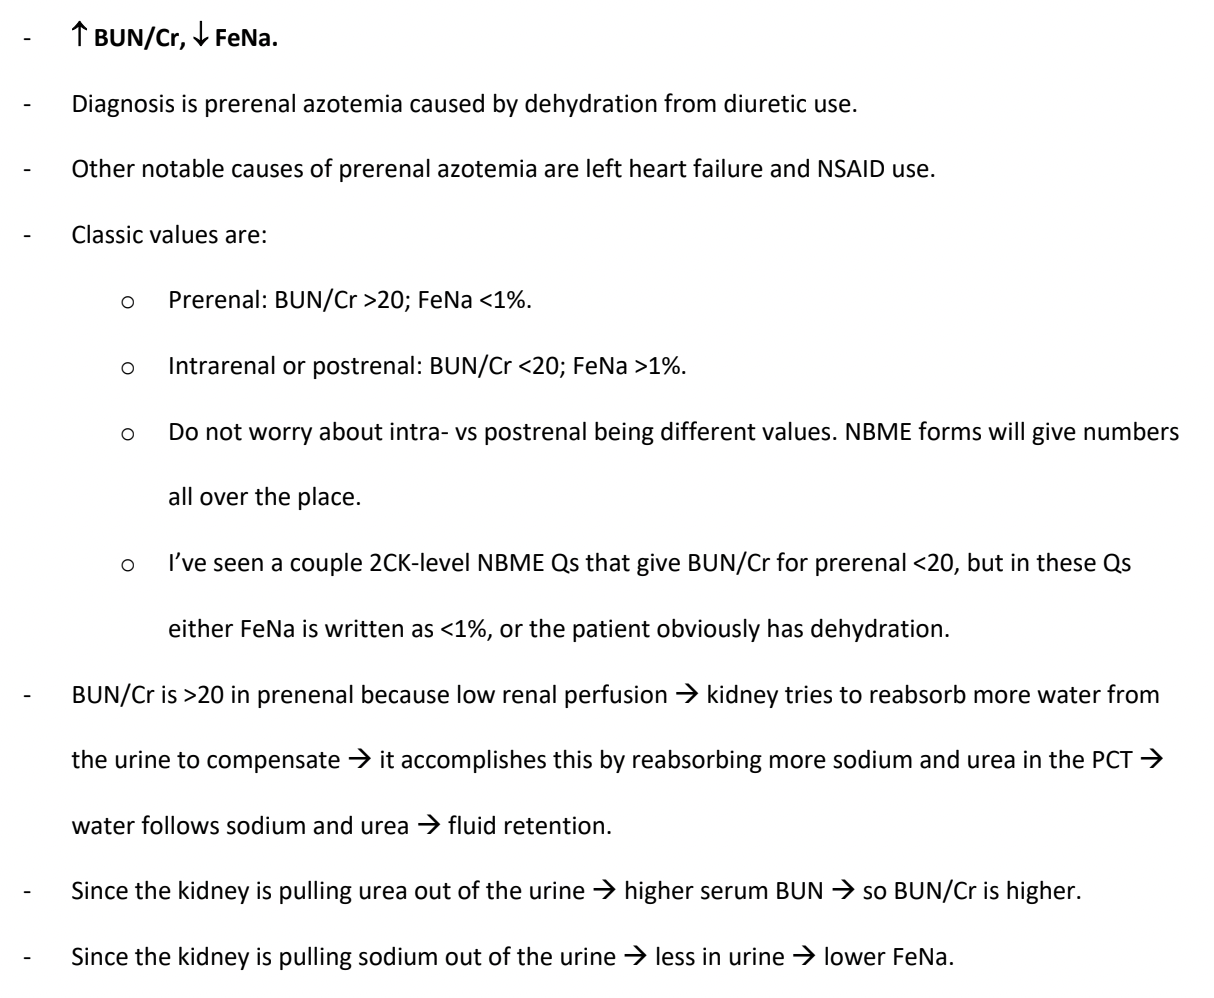 - ↑ BUN/Cr, ↓ FeNa.
- Diagnosis is prerenal azotemia caused by dehydration from diuretic use.
- Other notable causes of prerenal azotemia are left heart failure and NSAID use.
- Classic values are:
o Prerenal: BUN/Cr >20; FeNa <1%.
o Intrarenal or postrenal: BUN/Cr <20; FeNa >1%.
o Do not worry about intra- vs postrenal being different values. NBME forms will give numbers
all over the place.
o I’ve seen a couple 2CK-level NBME Qs that give BUN/Cr for prerenal <20, but in these Qs
either FeNa is written as <1%, or the patient obviously has dehydration.
- BUN/Cr is >20 in prenenal because low renal perfusion → kidney tries to reabsorb more water from
the urine to compensate → it accomplishes this by reabsorbing more sodium and urea in the PCT →
water follows sodium and urea → fluid retention.
- Since the kidney is pulling urea out of the urine → higher serum BUN → so BUN/Cr is higher.
- Since the kidney is pulling sodium out of the urine → less in urine → lower FeNa.